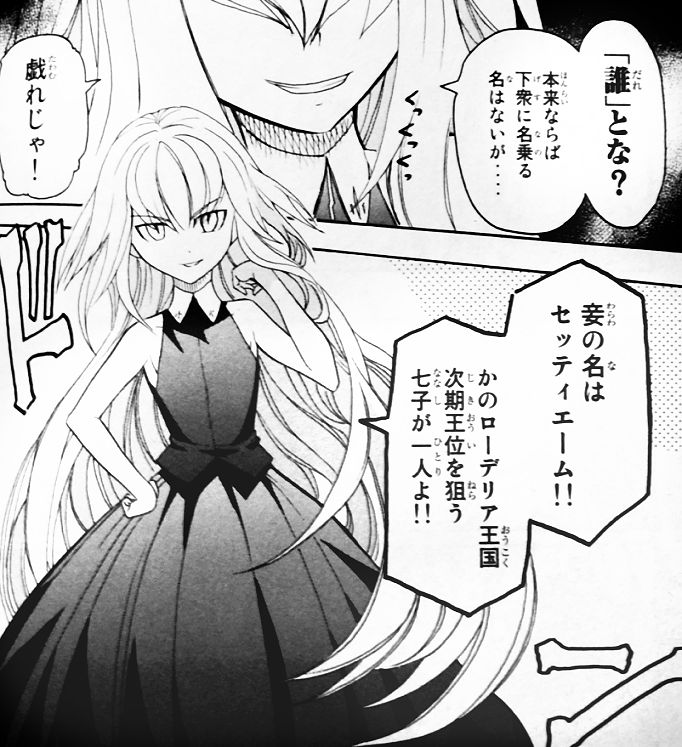 「誰」とな?
本来ならば
下衆に名乗る
名はないが‥‥
くっくっくっ
戯れじゃ!
妾の名は
セッティエーム!!
かのローデリア王国
次期王位を狙う
七子が一人よ!!
ドーン